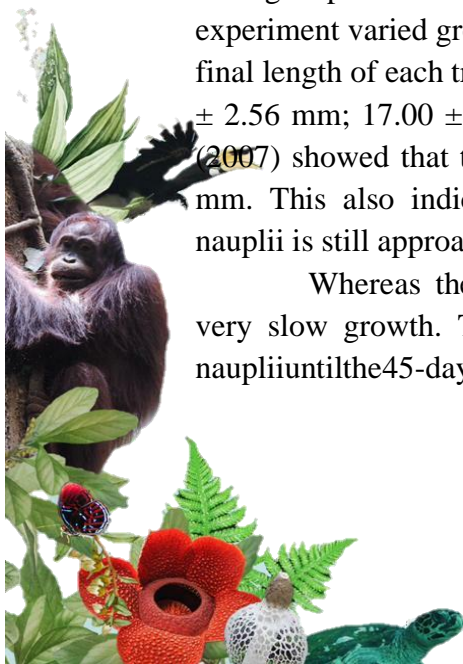 experiment varied gr
final length of each tr
± 2.56 mm; 17.00 ±
(2007) showed that t
mm. This also indic
nauplii is still approa
Whereas the
very slow growth. T
naupliiuntilthe45-day